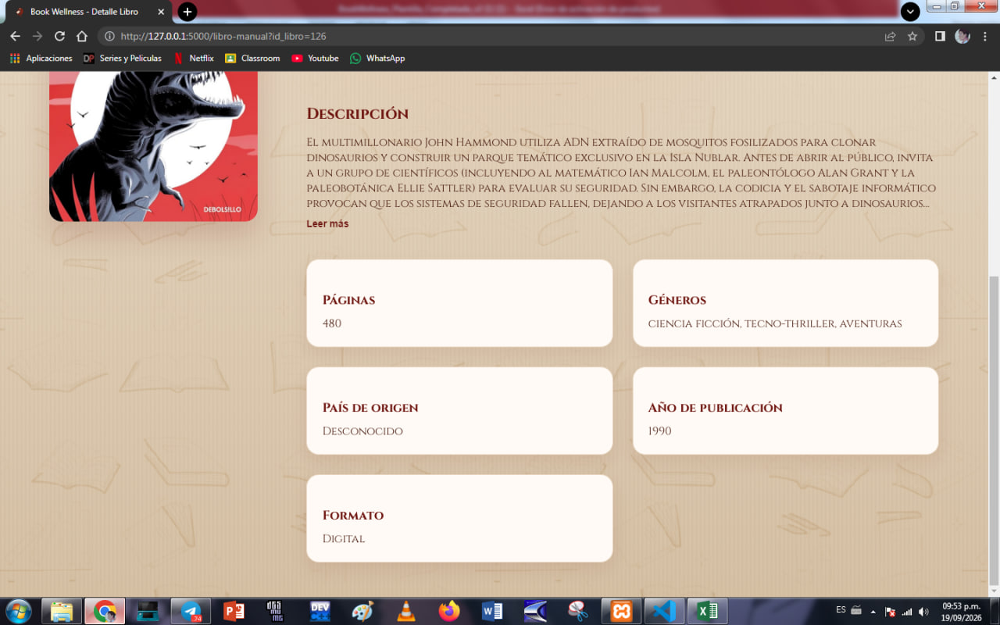 Book Wellness - Detalle Libro
http://127.0.0.1:5000/libro-manual?id_libro=126
Aplicaciones
Series y Peliculas
Netflix
Classroom
Youtube
WhatsApp
DEBOLS!LLO
Descripción
El multimillonario John Hammond utiliza ADN extraído de mosquitos fosilizados para clonar
dinosaurios y construir un parque temático exclusivo en la Isla Nublar. Antes de abrir al público, invita
a un grupo de científicos (incluyendo al matemático Ian Malcolm, el paleontólogo Alan Grant y la
paleobotánica Ellie Sattler) para evaluar su seguridad. Sin embargo, la codicia y el sabotaje informático
provocan que los sistemas de seguridad fallen, dejando a los visitantes atrapados junto a dinosaurios...
Leer más
Páginas
480
Géneros
ciencia ficción, tecno-thriller, aventuras
País de origen
Desconocido
Año de publicación
1990
Formato
Digital
74
DEV
ES
09:53 p.m.
19/09/2026